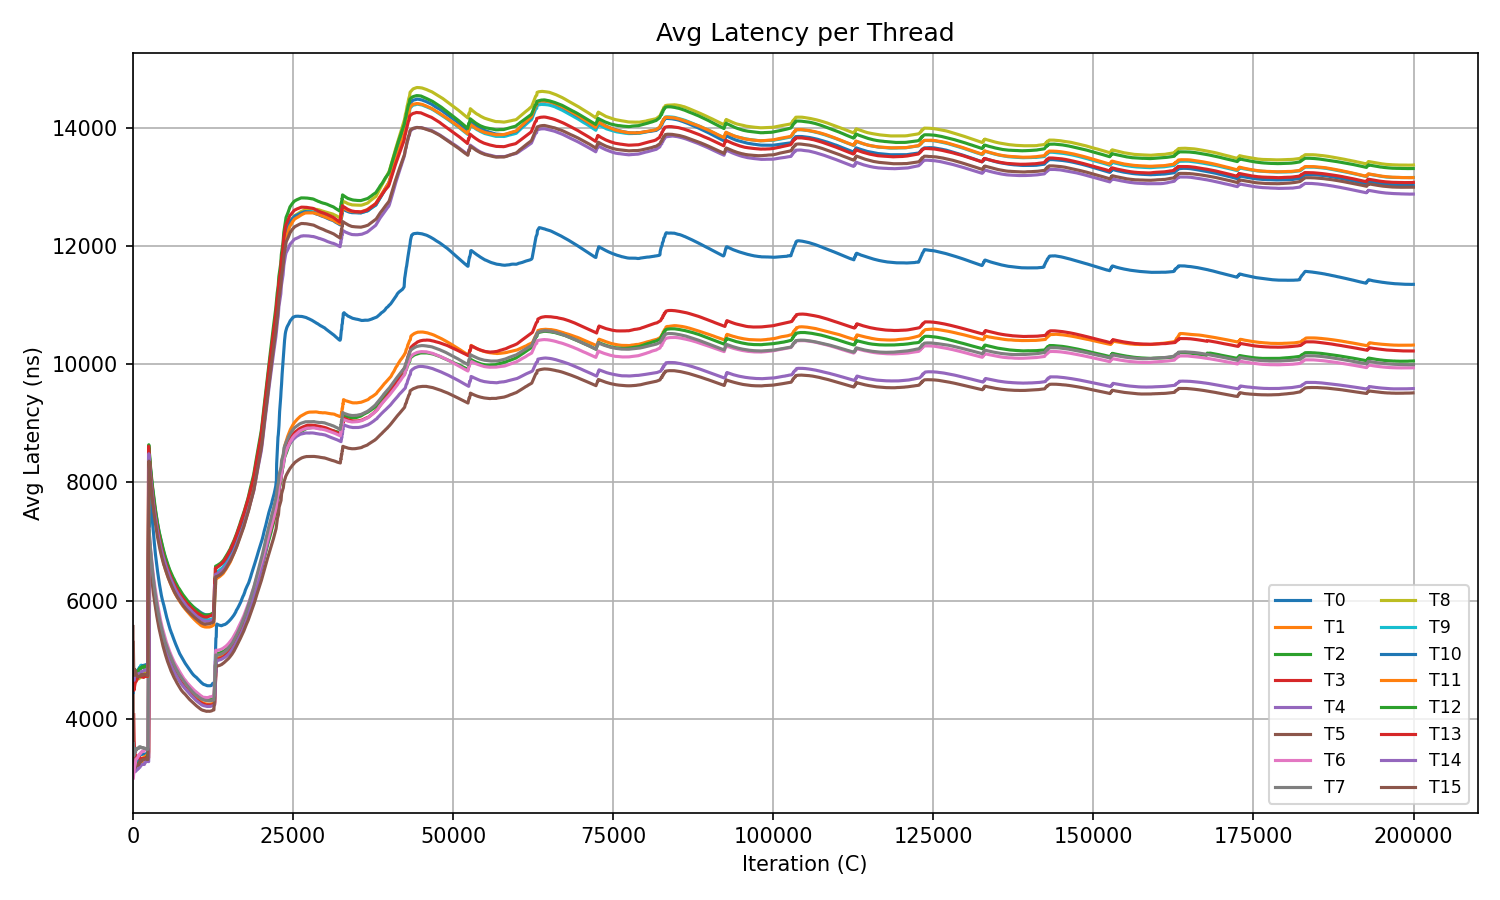 Avg Latency per Thread
Avg Latency (ns)
14000
12000
10000
8000
6000
4000
0 25000 50000 75000 100000 125000 150000 175000 200000
Iteration (C)
T0 T8
T1 T9
T2 T10
T3 T11
T4 T12
T5 T13
T6 T14
T7 T15